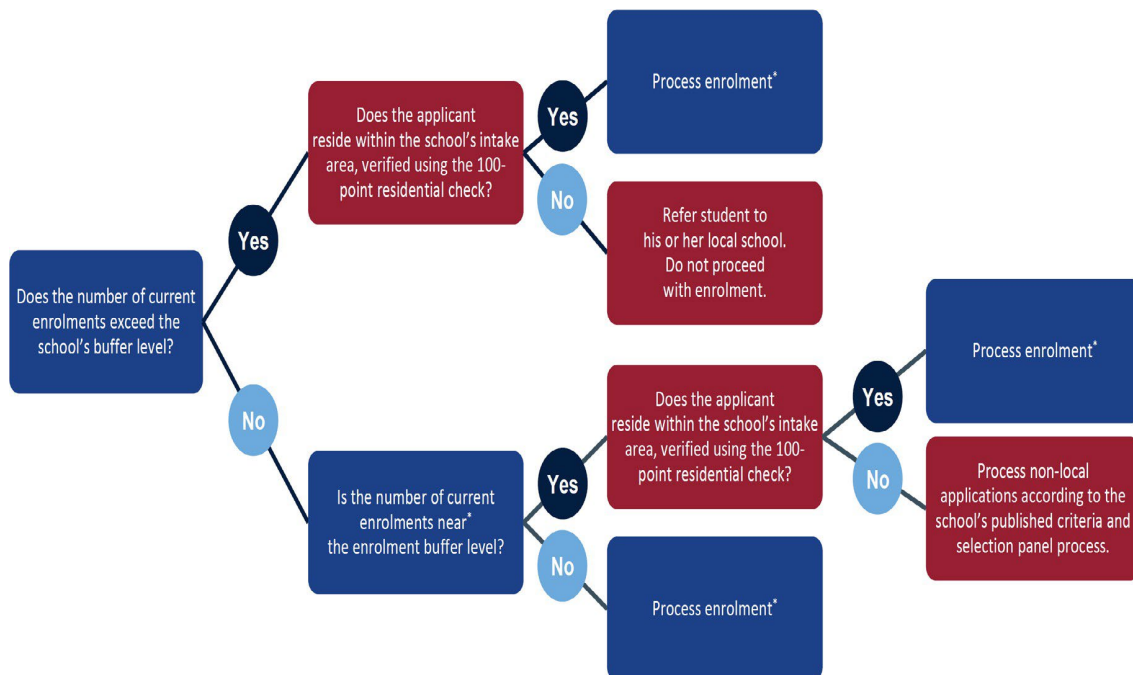 Does the number of current
enrolments exceed the
school's buffer level?
Yes
Does the applicant
reside within the school's intake
area, verified using the 100-
point residential check?
Yes
Process enrolment*
No
Refer student to
his or her local school.
Do not proceed
with enrolment.
No
Is the number of current
enrolments near*
the enrolment buffer level?
Yes
Does the applicant
reside within the school's intake
area, verified using the 100-
point residential check?
Yes
Process enrolment*
No
Process non-local
applications according to the
school's published criteria and
selection panel process.
No
Process enrolment*